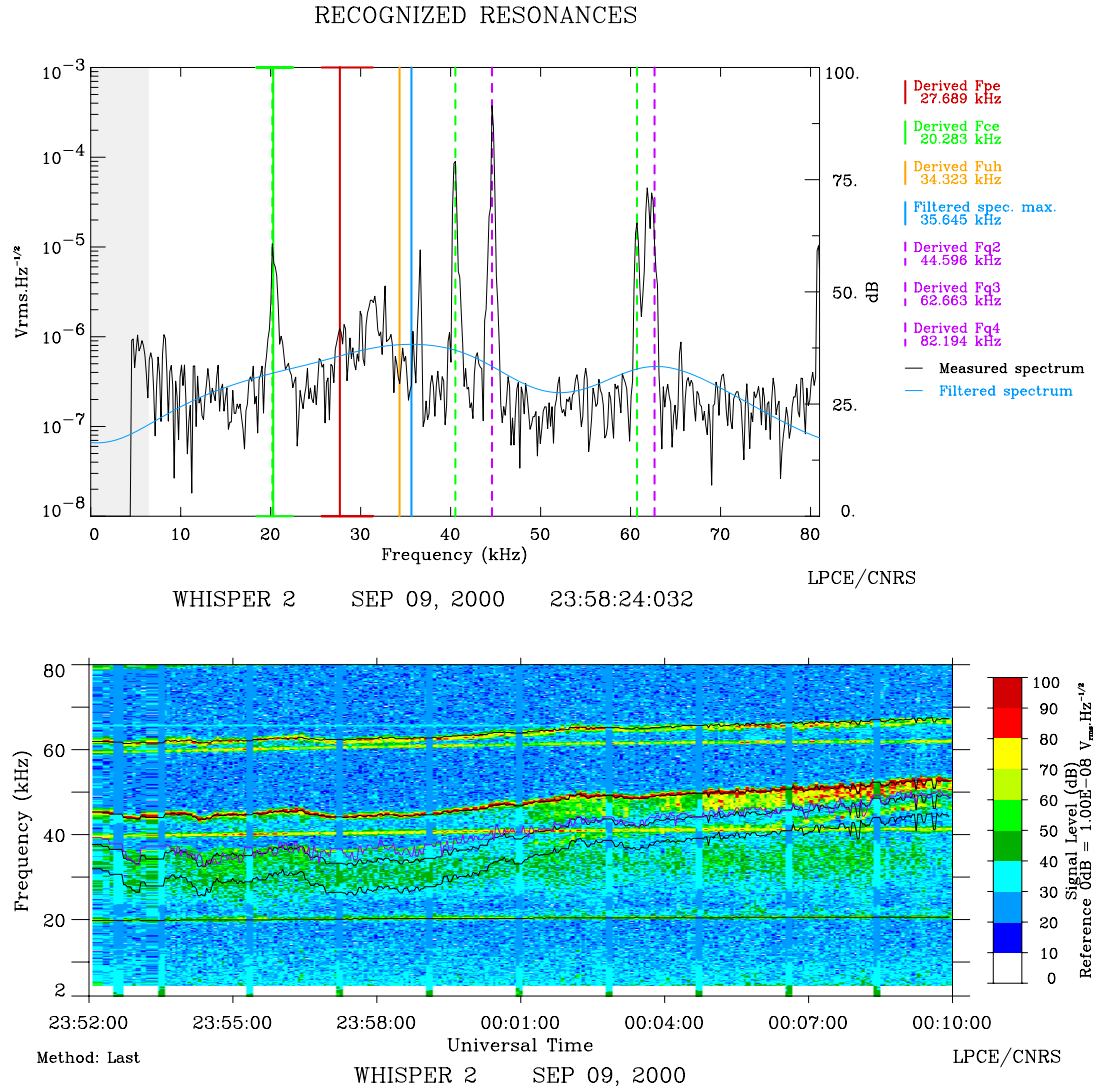 RECOGNIZED RESONANCES
10⁻³
10⁻⁴
10⁻⁵
10⁻⁶
10⁻⁷
10⁻⁸
Vrms.Hz⁻¹/²
100.
75.
50.
25.
0.
dB
0 10 20 30 40 50 60 70 80
Frequency (kHz)
Derived Fpe
27.689 kHz
Derived Fce
20.283 kHz
Derived Fuh
34.323 kHz
Filtered spec. max.
35.645 kHz
Derived Fq2
44.596 kHz
Derived Fq3
62.663 kHz
Derived Fq4
82.194 kHz
Measured spectrum
Filtered spectrum
LPCE/CNRS
WHISPER 2 SEP 09, 2000 23:58:24:032
80
60
40
20
2
Frequency (kHz)
23:52:00 23:55:00 23:58:00 00:01:00 00:04:00 00:07:00 00:10:00
Universal Time
100
90
80
70
60
50
40
30
20
10
0
Signal Level (dB)
Reference 0dB = 1.00E-08 Vrms.Hz⁻¹/²
Method: Last
LPCE/CNRS
WHISPER 2 SEP 09, 2000